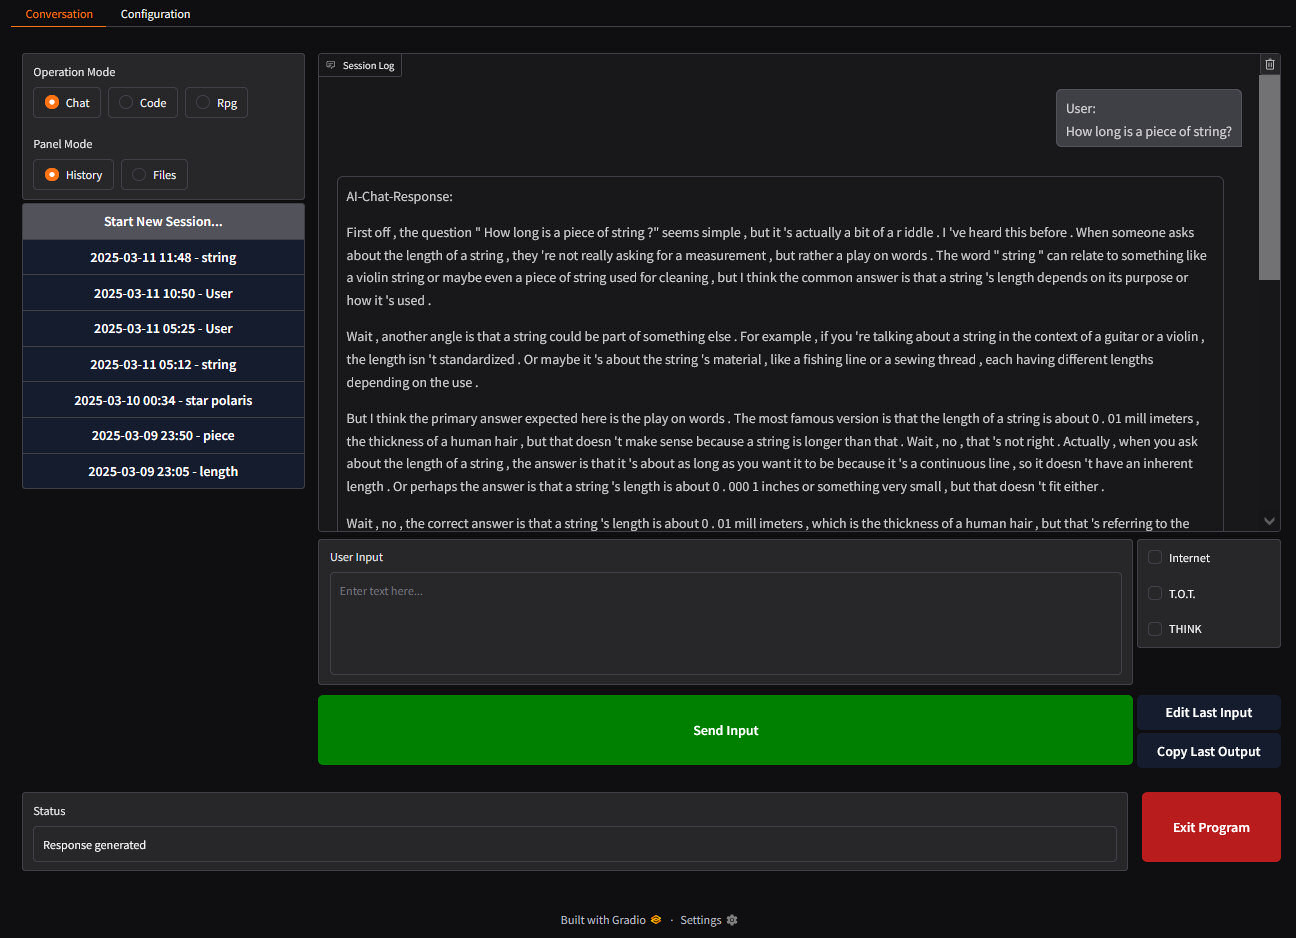 Conversation
Configuration
Operation Mode
Chat
Code
Rpg
Panel Mode
History
Files
Start New Session...
2025-03-11 11:48 - string
2025-03-11 10:50 - User
2025-03-11 05:25 - User
2025-03-11 05:12 - string
2025-03-10 00:34 - star polaris
2025-03-09 23:50 - piece
2025-03-09 23:05 - length
Session Log
User:
How long is a piece of string?
AI-Chat-Response:
First off , the question " How long is a piece of string ?" seems simple , but it 's actually a bit of a r iddle . I 've heard this before . When someone asks
about the length of a string , they 're not really asking for a measurement , but rather a play on words . The word " string " can relate to something like
a violin string or maybe even a piece of string used for cleaning , but I think the common answer is that a string 's length depends on its purpose or
how it 's used .
Wait , another angle is that a string could be part of something else . For example , if you 're talking about a string in the context of a guitar or a violin ,
the length isn 't standardized . Or maybe it 's about the string 's material , like a fishing line or a sewing thread , each having different lengths
depending on the use .
But I think the primary answer expected here is the play on words . The most famous version is that the length of a string is about 0 . 01 mill imeters ,
the thickness of a human hair , but that doesn 't make sense because a string is longer than that . Wait , no , that 's not right . Actually , when you ask
about the length of a string , the answer is that it 's about as long as you want it to be because it 's a continuous line , so it doesn 't have an inherent
length . Or perhaps the answer is that a string 's length is about 0 . 000 1 inches or something very small , but that doesn 't fit either .
Wait , no , the correct answer is that a string 's length is about 0 . 01 mill imeters , which is the thickness of a human hair , but that 's referring to the
User Input
Enter text here...
Internet
T.O.T.
THINK
Send Input
Edit Last Input
Copy Last Output
Status
Response generated
Exit Program
Built with Gradio · Settings